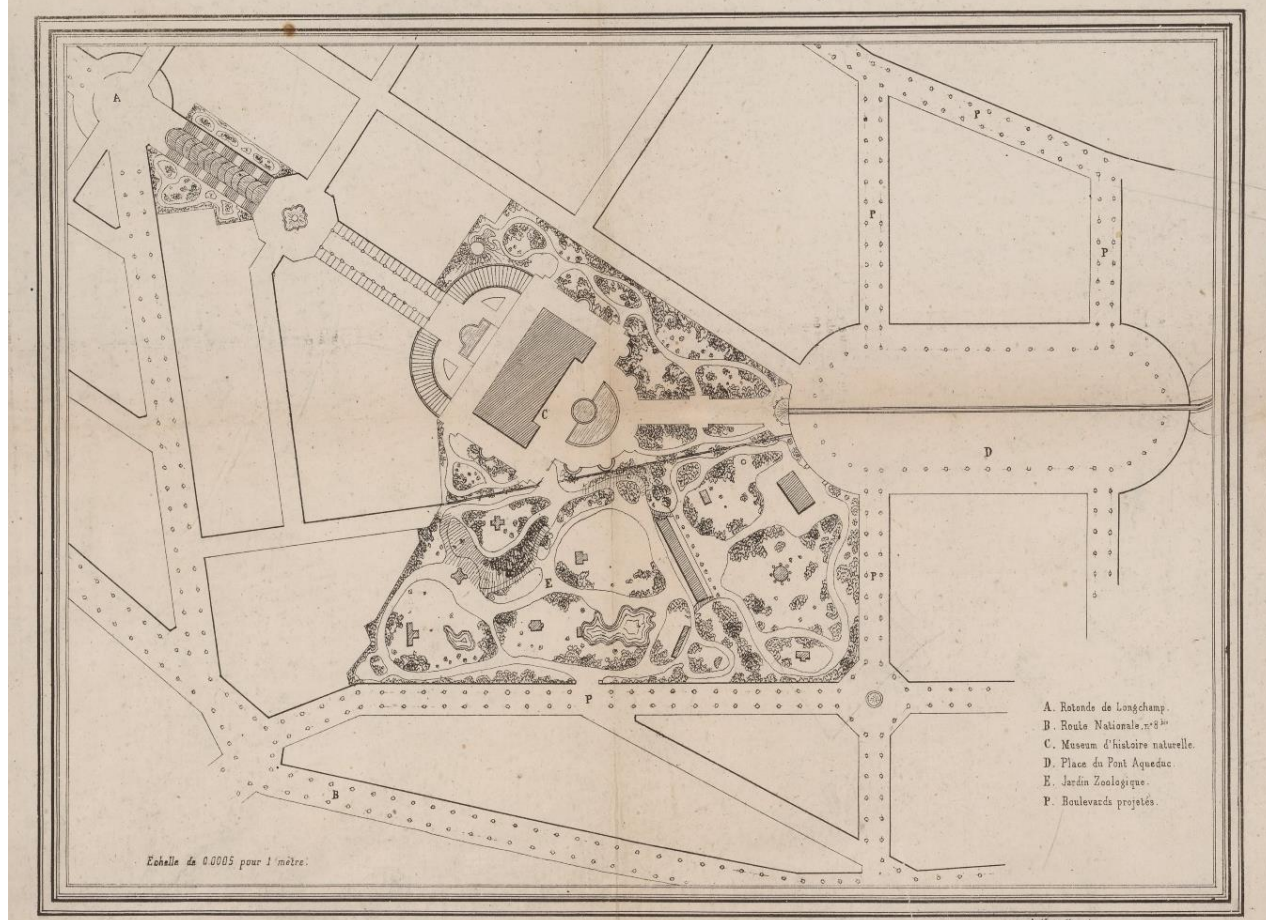 A
P
P
P
C
D
E
P
P
B
A. Rotonde de Longchamp.
B. Route Nationale, nº 8 bis
C. Museum d'histoire naturelle.
D. Place du Pont Aqueduc.
E. Jardin Zoologique.
P. Boulevards projetés.
Echelle de 0.0005 pour 1 mètre.